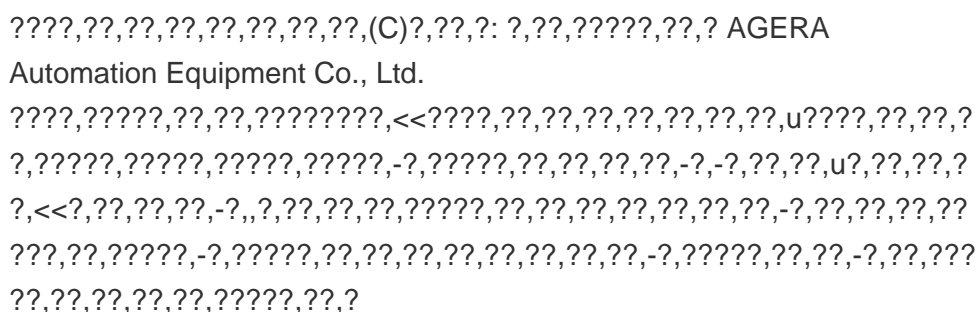 ????,??,??,??,??,??,??,??,(C)?,??,?: ?,??,?????,??,? AGERA
Automation Equipment Co., Ltd.
????,?????,??,??,????????,<<????,??,??,??,??,??,??,??,u????,??,??,?
?,?????,?????,?????,?????,-?,?????,??,??,??,??,-?,-?,??,??,u?,??,??,?
?,<<?,??,??,??,-?,,?,??,??,??,?????,??,??,??,??,??,??,??,-?,??,??,??,??
???,??,?????,-?,?????,??,??,??,??,??,??,??,??,-?,?????,??,??,-?,??,???
??,??,??,??,??,?????,??,?